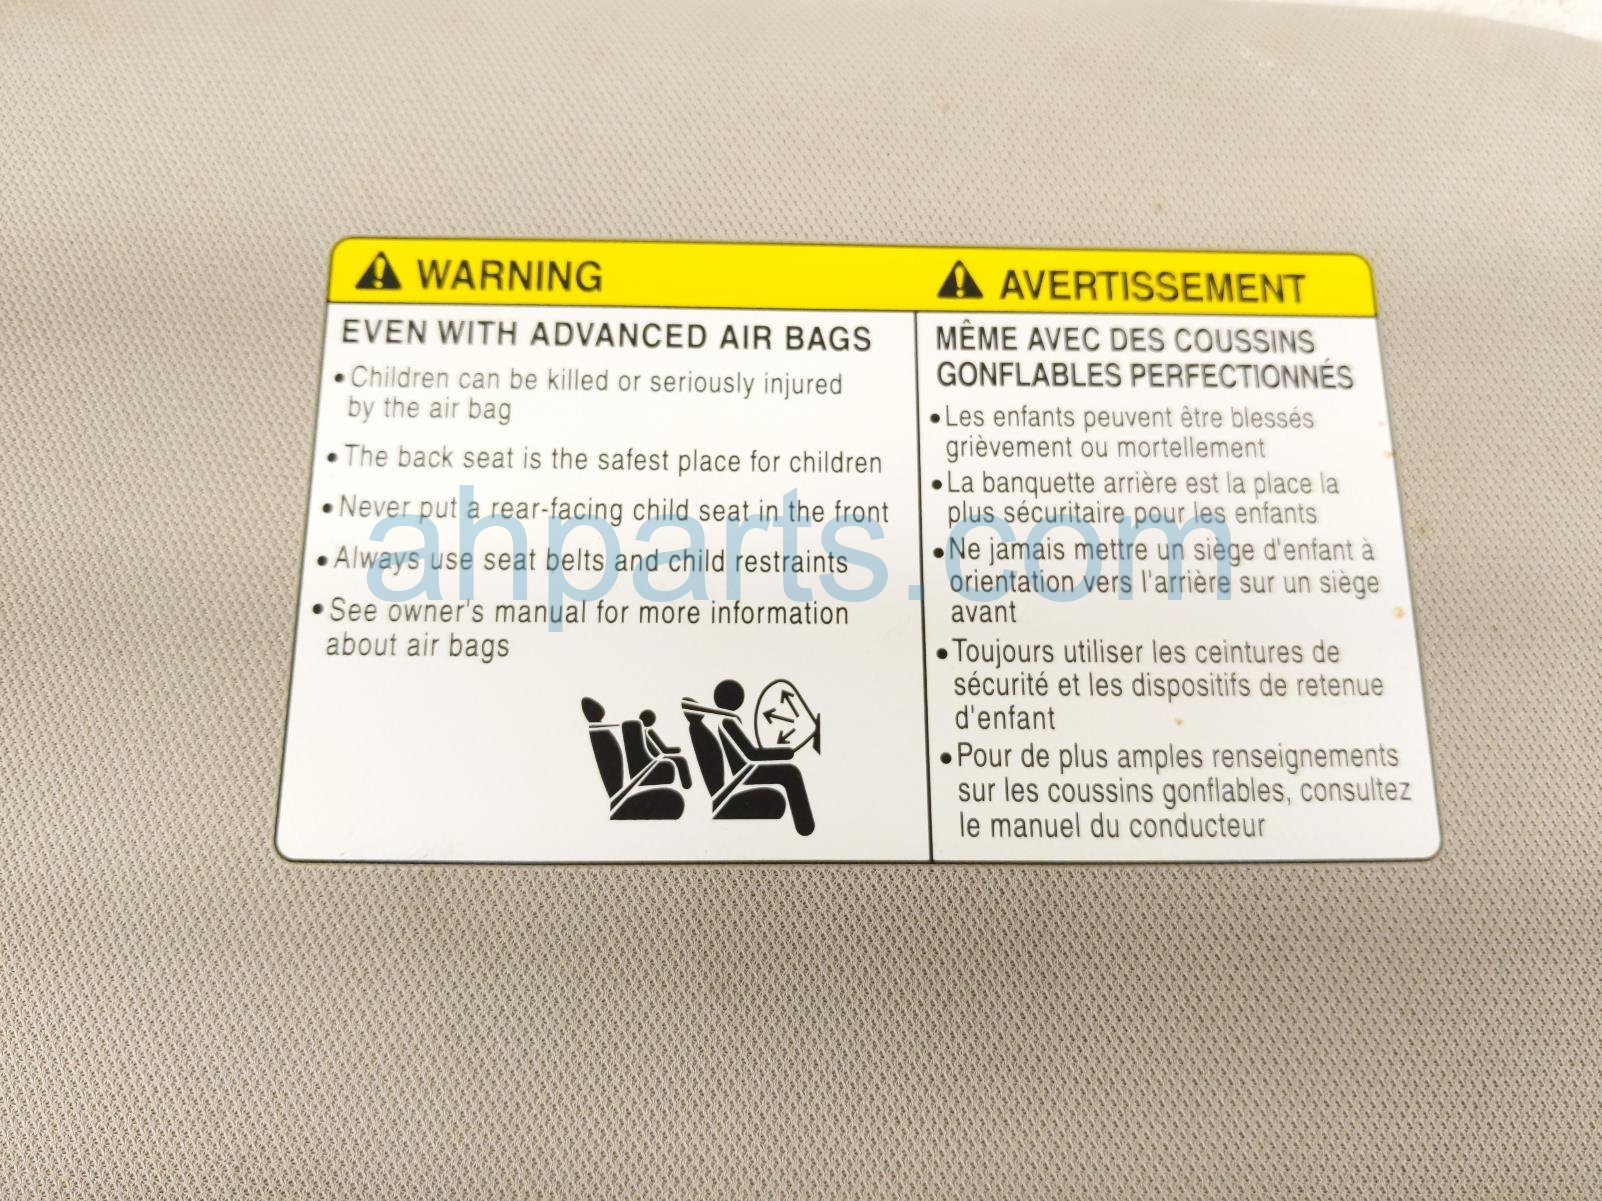 WARNING
EVEN WITH ADVANCED AIR BAGS
• Children can be killed or seriously injured
by the air bag
• The back seat is the safest place for children
• Never put a rear-facing child seat in the front
• Always use seat belts and child restraints
• See owner's manual for more information
about air bags
AVERTISSEMENT
MÊME AVEC DES COUSSINS
GONFLABLES PERFECTIONNÉS
• Les enfants peuvent être blessés
grièvement ou mortellement
• La banquette arrière est la place la
plus sécuritaire pour les enfants
• Ne jamais mettre un siège d'enfant à
orientation vers l'arrière sur un siège
avant
• Toujours utiliser les ceintures de
sécurité et les dispositifs de retenue
d'enfant
• Pour de plus amples renseignements
sur les coussins gonflables, consultez
le manuel du conducteur
ahparts.com